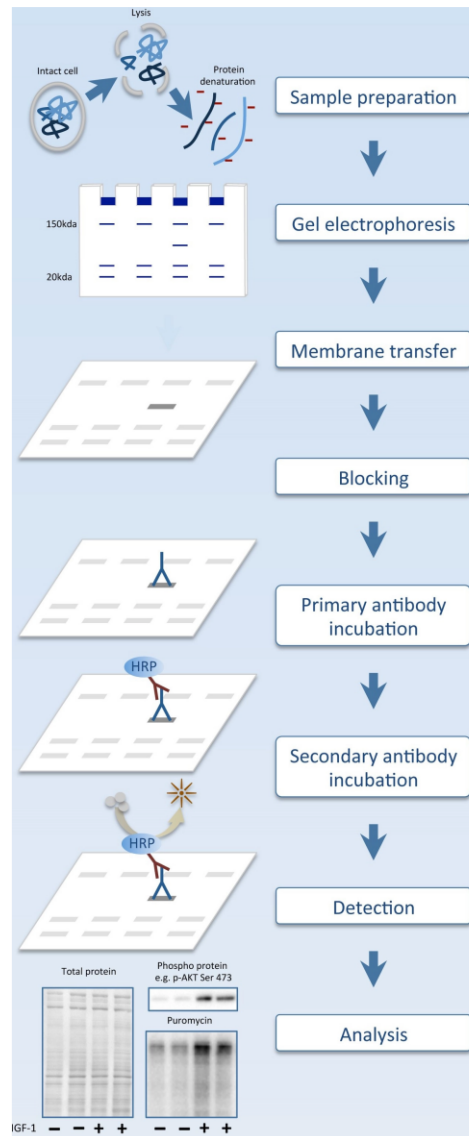 Lysis
Intact cell
Protein
denaturation
Sample preparation
150kda
20kda
Gel electrophoresis
Membrane transfer
Blocking
Primary antibody
incubation
HRP
Secondary antibody
incubation
HRP
Detection
Total protein
Phospho protein
e.g. p-AKT Ser 473
Puromycin
Analysis
IGF-1 − − + + − − + +